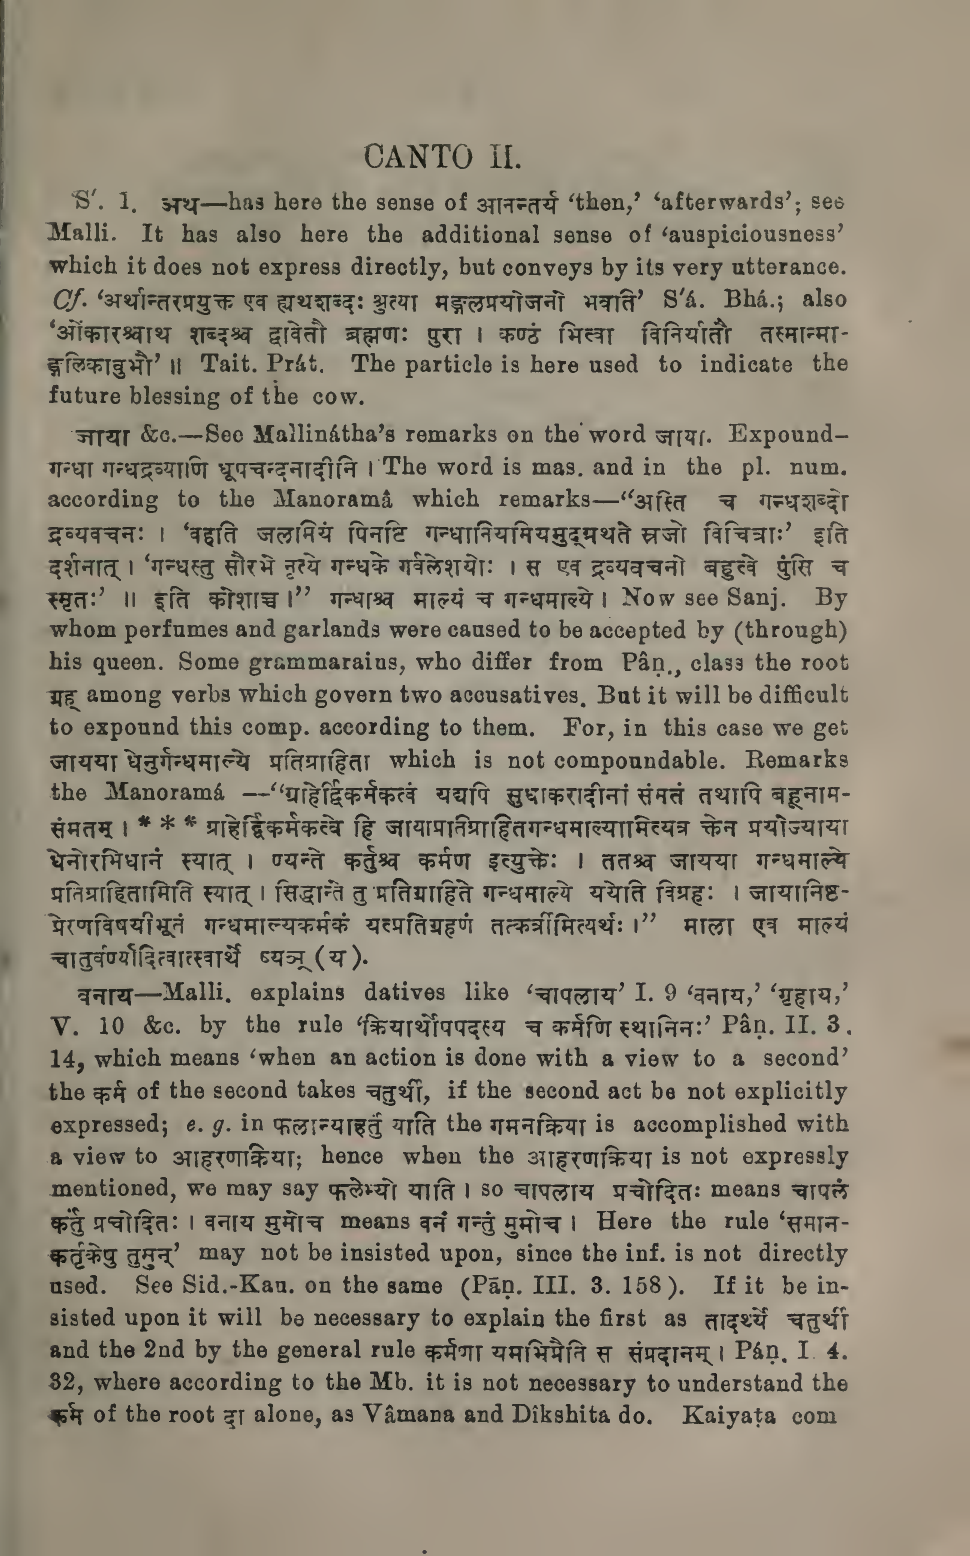 CANTO II.
S'. 1. अथ—has here the sense of आनन्तर्य 'then,' 'afterwards'; see
Malli. It has also here the additional sense of 'auspiciousness'
which it does not express directly, but conveys by its very utterance.
Cf. 'अर्थान्तरप्रयुक्त एव ह्यथशब्दः श्रुत्या मङ्गलप्रयोजनो भवाति' S'á. Bhá.; also
'ओंकारश्चाथ शब्दश्च द्वावेतौ ब्रह्मणः पुरा । कण्ठं भित्त्वा विनिर्यातौ तस्मान्मा-
ङ्गलिकावुभौ' ॥ Tait. Prát. The particle is here used to indicate the
future blessing of the cow.
जाया &c.—See Mallinátha's remarks on the word जाया. Expound–
गन्धा गन्धद्रव्याणि धूपचन्दनादीनि । The word is mas. and in the pl. num.
according to the Manoramâ which remarks—"अस्ति च गन्धशब्दो
द्रव्यवचनः । 'वहति जलमियं पिनष्टि गन्धानियमियमुद्ग्रथते स्रजो विचित्राः' इति
दर्शनात् । 'गन्धस्तु सौरभे नृत्ये गन्धके गर्वलेशयोः । स एव द्रव्यवचनो बहुत्वे पुंसि च
स्मृतः' ॥ इति कोशाच्च ।" गन्धाश्च माल्यं च गन्धमाल्ये । Now see Sanj. By
whom perfumes and garlands were caused to be accepted by (through)
his queen. Some grammarains, who differ from Pâṇ., class the root
ग्रह् among verbs which govern two accusatives. But it will be difficult
to expound this comp. according to them. For, in this case we get
जायया धेनुर्गन्धमाल्ये प्रतिग्राहिता which is not compoundable. Remarks
the Manoramá —"ग्राहेर्द्विकर्मकत्वं यद्यपि सुधाकरादीनां संमतं तथापि बहूनाम-
संमतम् । * * * ग्राहेर्द्विकर्मकत्वे हि जायाप्रतिग्राहितगन्धमाल्यामित्यत्र क्तेन प्रयोज्याया
धेनोरभिधानं स्यात् । ण्यन्ते कर्तुश्च कर्मण इत्युक्तेः । ततश्च जायया गन्धमाल्ये
प्रतिग्राहितामिति स्यात् । सिद्धान्ते तु प्रतिग्राहिते गन्धमाल्ये ययेति विग्रहः । जायानिष्ठ-
प्रेरणविषयीभूतं गन्धमाल्यकर्मकं यत्प्रतिग्रहणं तत्कर्त्रीमित्यर्थः ।" माला एव माल्यं
चातुर्वर्ण्यादित्वात्स्वार्थे ष्यञ् (य).
वनाय—Malli. explains datives like 'चापलाय' I. 9 'वनाय,' 'गृहाय,'
V. 10 &c. by the rule 'क्रियार्थोपपदस्य च कर्मणि स्थानिनः' Pâṇ. II. 3.
14, which means 'when an action is done with a view to a second'
the कर्म of the second takes चतुर्थी, if the second act be not explicitly
expressed; e. g. in फलान्याहर्तुं याति the गमनक्रिया is accomplished with
a view to आहरणक्रिया; hence when the आहरणक्रिया is not expressly
mentioned, we may say फलेभ्यो याति । so चापलाय प्रचोदितः means चापलं
कर्तुं प्रचोदितः । वनाय मुमोच means वनं गन्तुं मुमोच । Here the rule 'समान-
कर्तृकेषु तुमुन्' may not be insisted upon, since the inf. is not directly
used. See Sid.-Kau. on the same (Pāṇ. III. 3. 158). If it be in-
sisted upon it will be necessary to explain the first as तादर्थ्ये चतुर्थी
and the 2nd by the general rule कर्मणा यमभिप्रैति स संप्रदानम् । Páṇ. I. 4.
32, where according to the Mb. it is not necessary to understand the
कर्म of the root दा alone, as Vâmana and Dîkshita do. Kaiyaṭa com